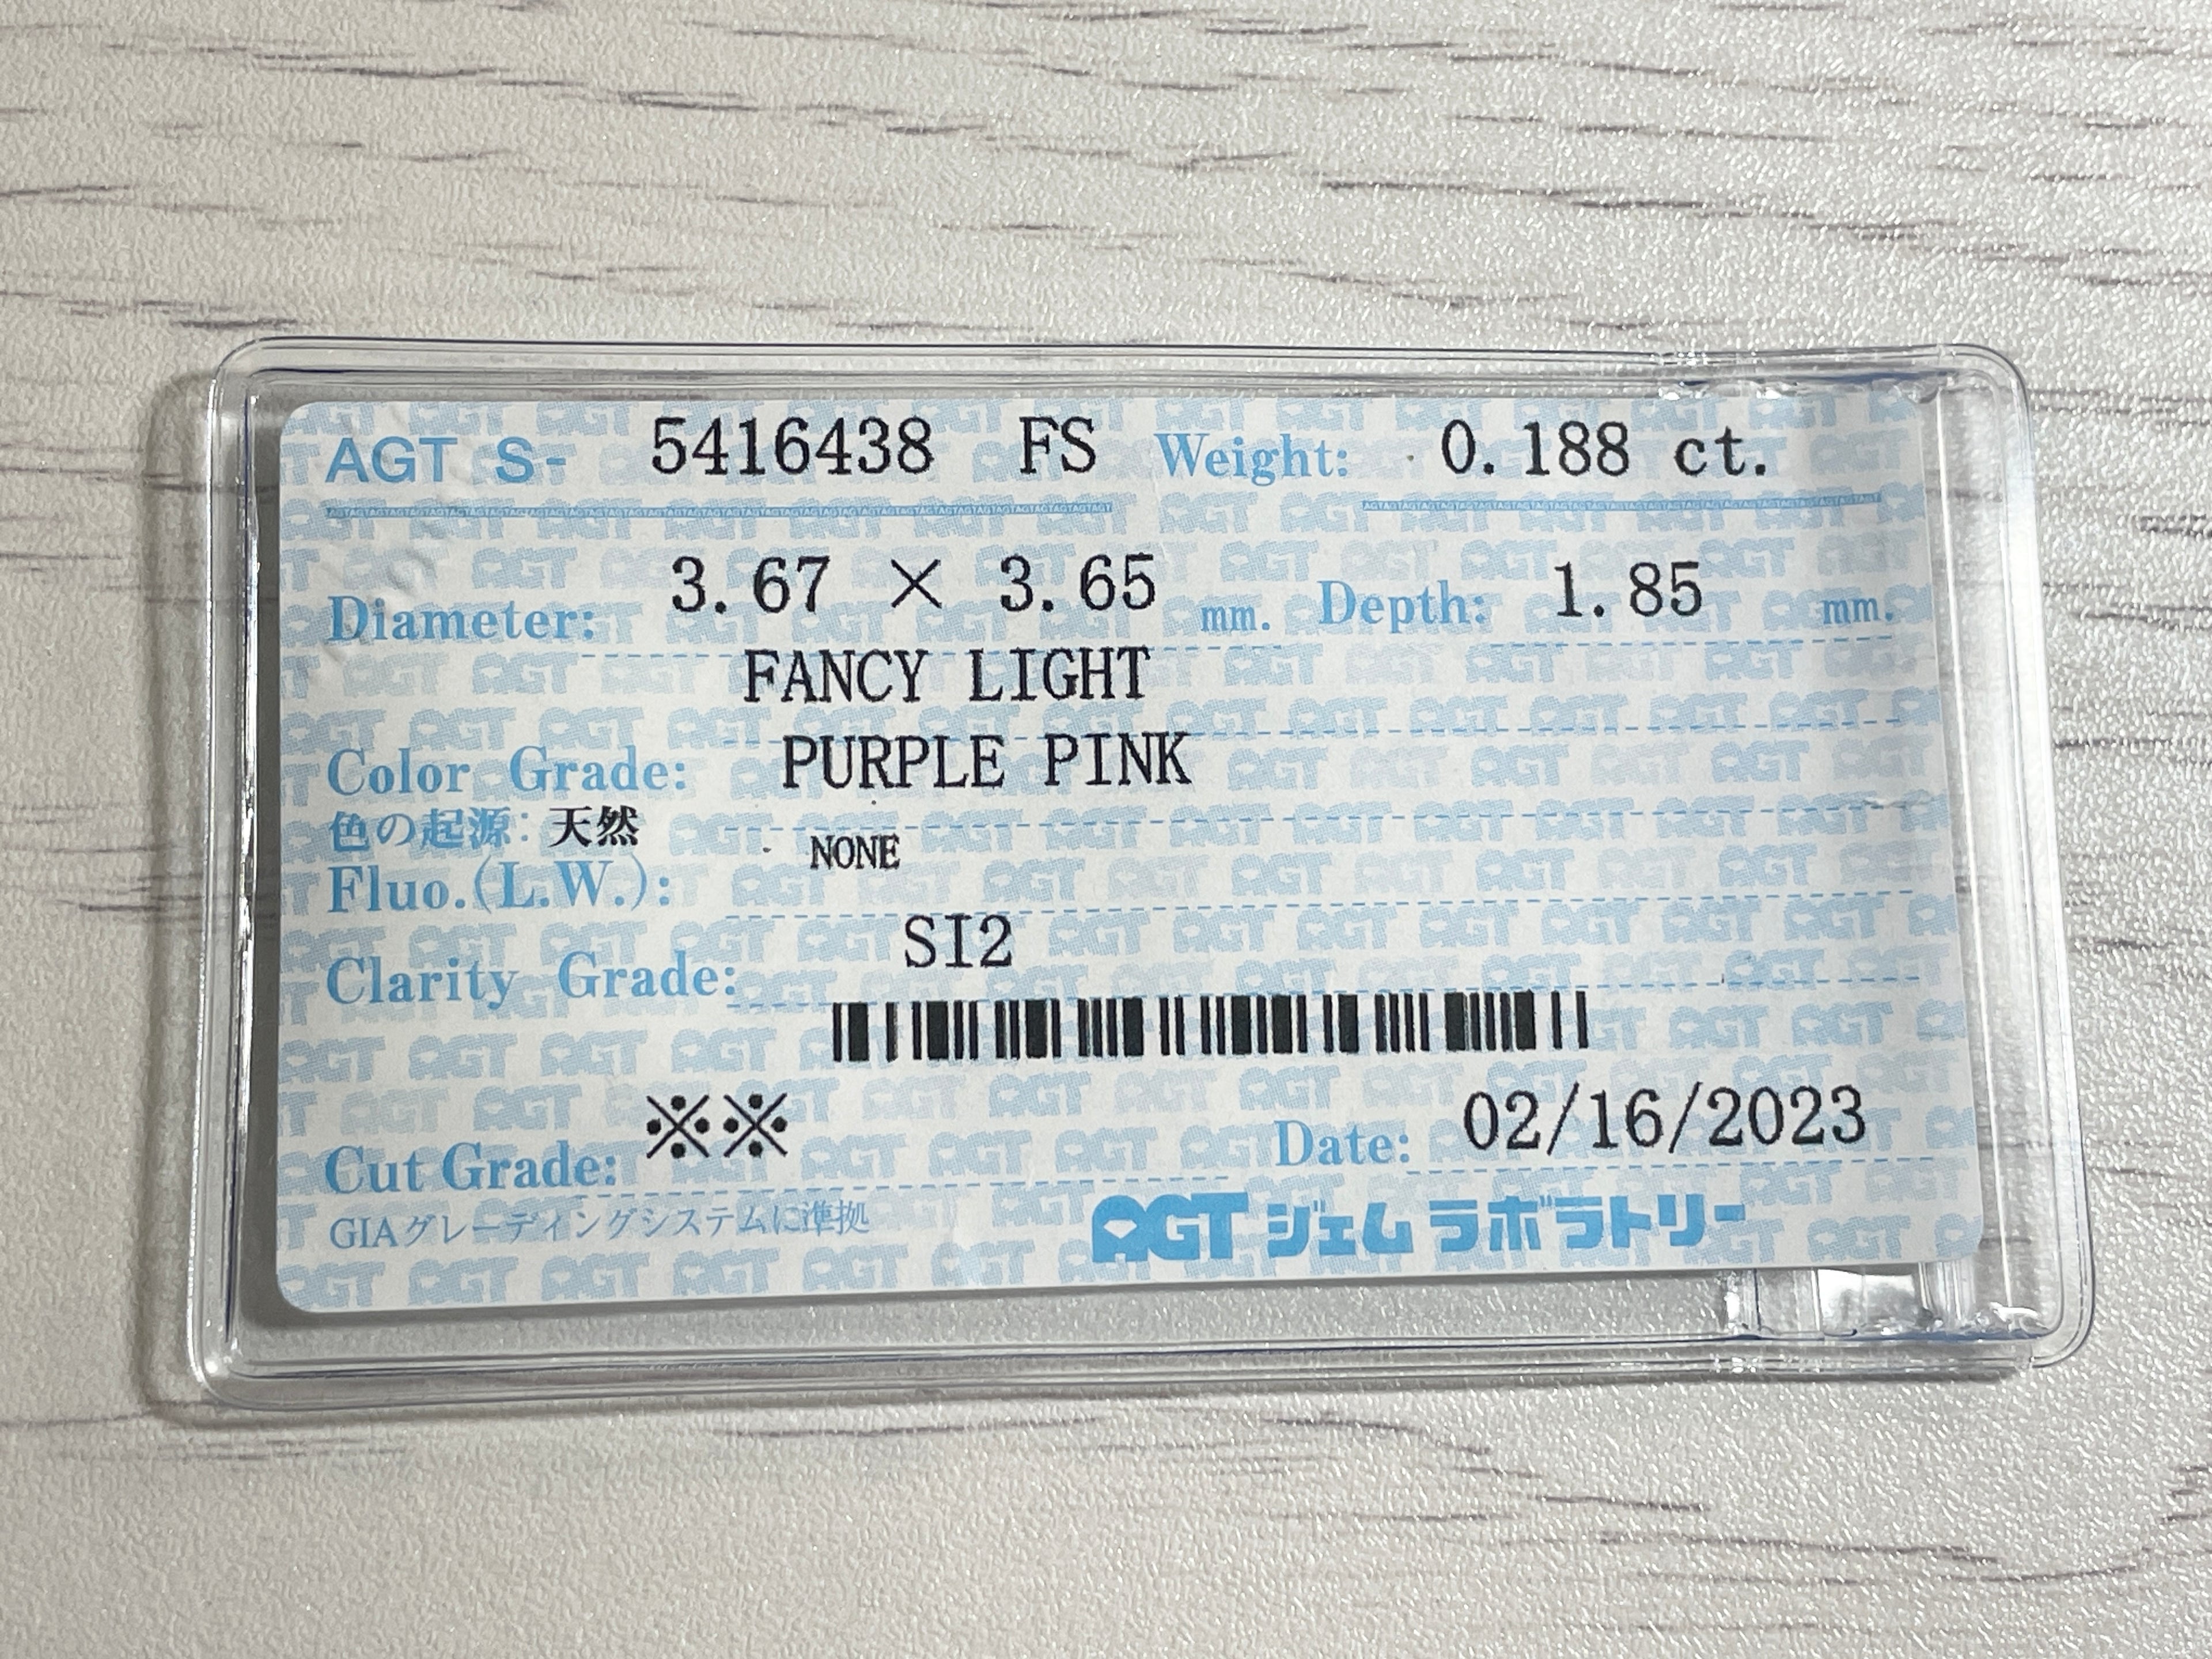 AGT S- 5416438 FS Weight: 0.188 ct.
Diameter: 3.67 × 3.65 mm. Depth: 1.85 mm.
FANCY LIGHT
Color Grade: PURPLE PINK
色の起源: 天然
Fluo.(L.W.): NONE
Clarity Grade: SI2
Cut Grade: ※※ Date: 02/16/2023
GIAグレーディングシステムに準拠 AGT ジェム ラボラトリー